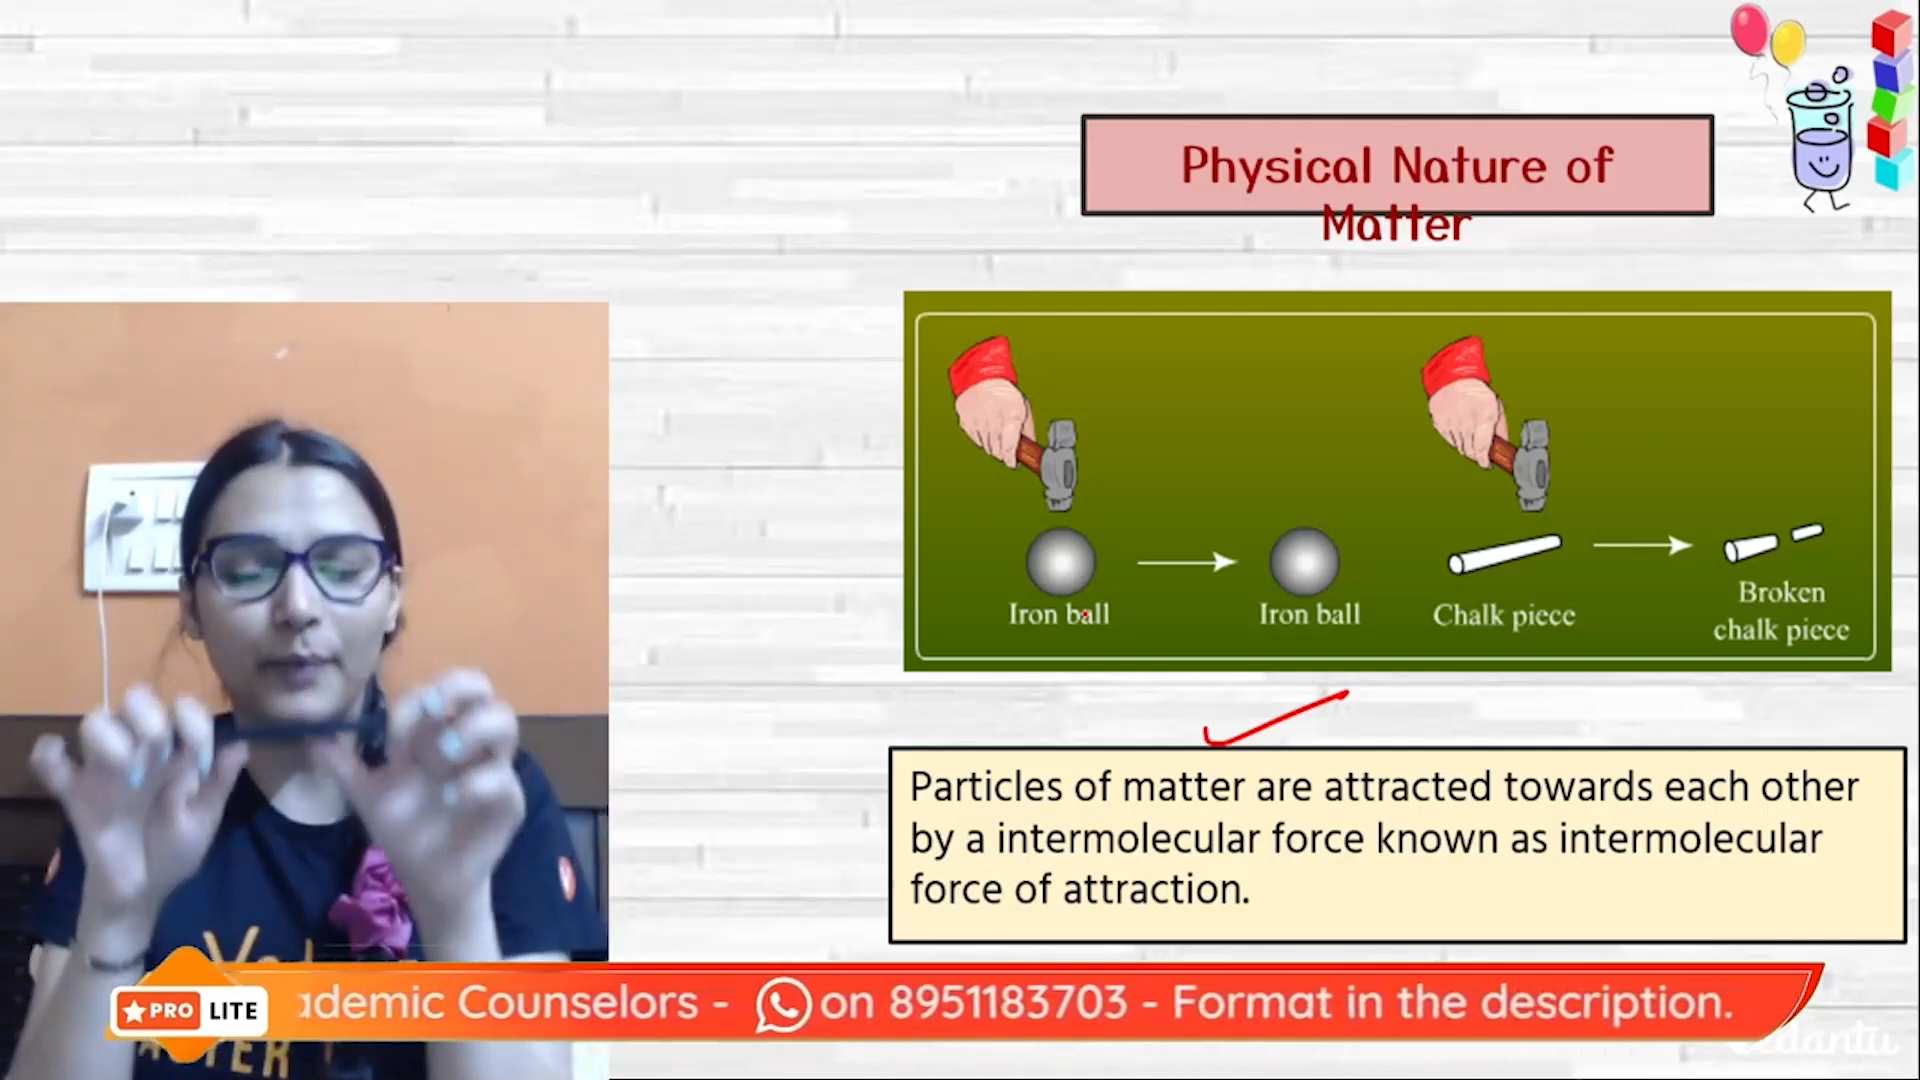 Physical Nature of
Matter
Iron ball
Iron ball
Chalk piece
Broken
chalk piece
Particles of matter are attracted towards each other
by a intermolecular force known as intermolecular
force of attraction.
PRO LITE
ademic Counselors - on 8951183703 - Format in the description.